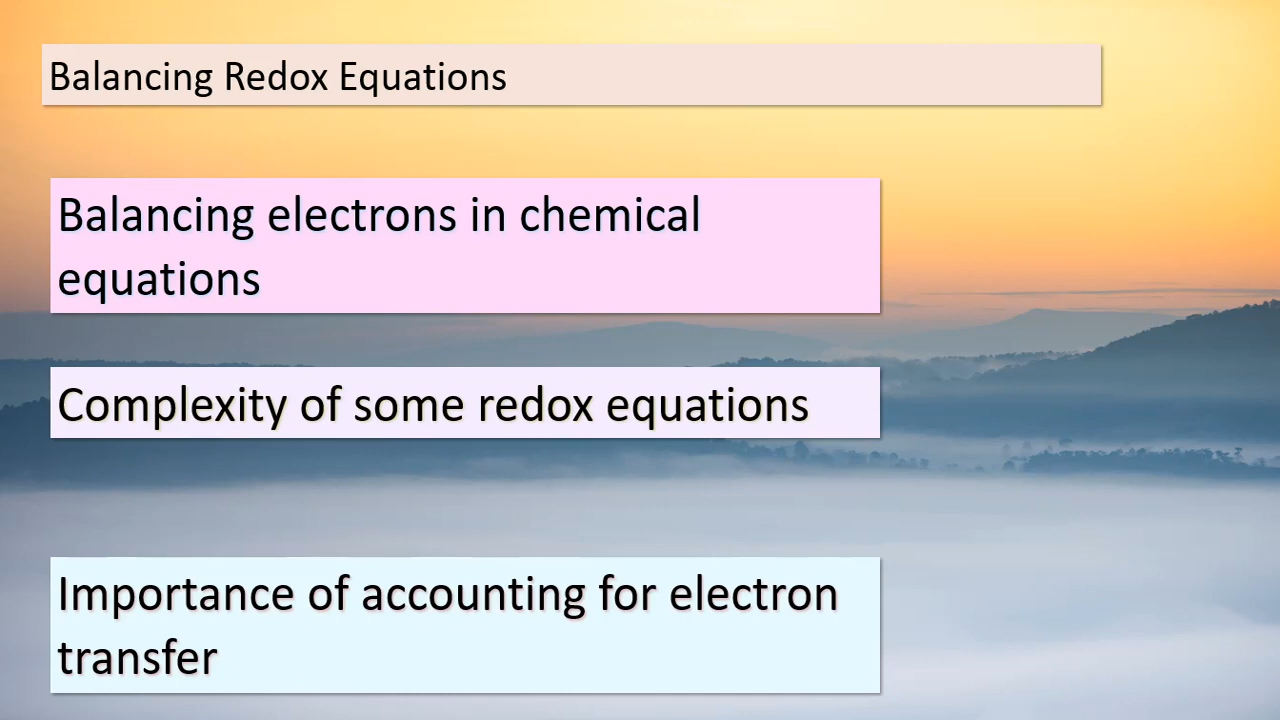 Balancing Redox Equations
Balancing electrons in chemical
equations
Complexity of some redox equations
Importance of accounting for electron
transfer